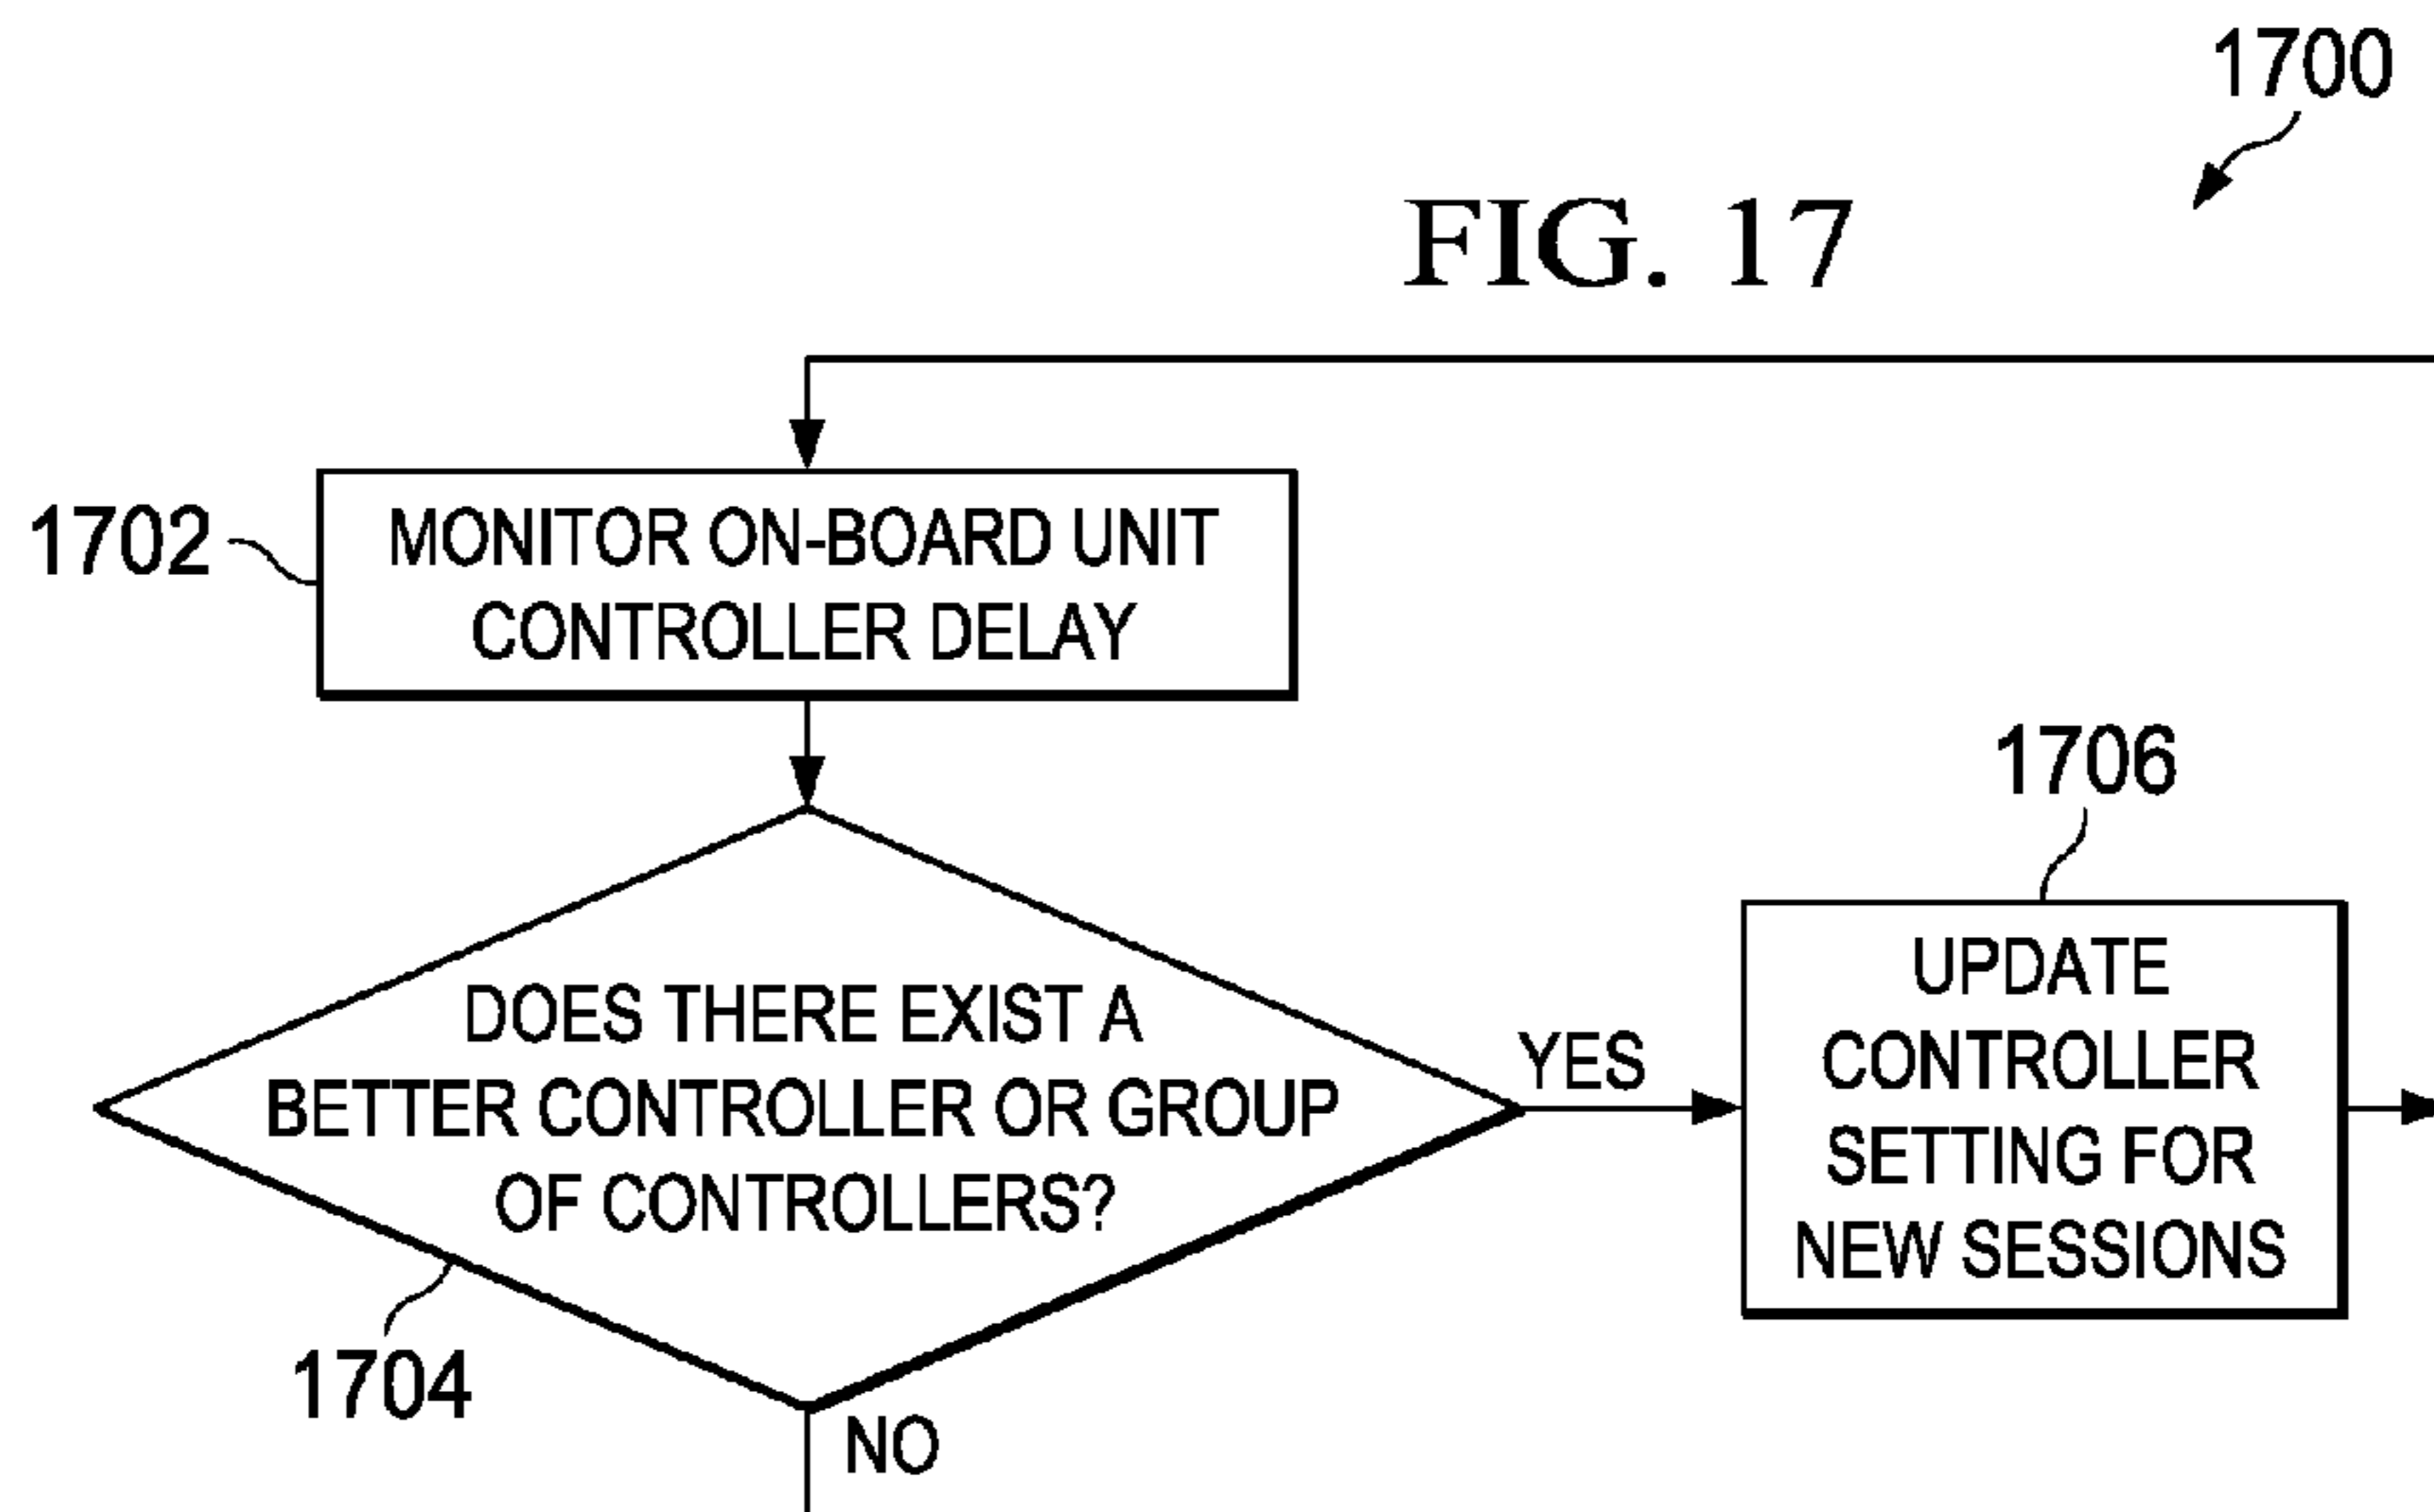 1700
FIG. 17
1702
MONITOR ON-BOARD UNIT
CONTROLLER DELAY
1706
DOES THERE EXIST A
BETTER CONTROLLER OR GROUP
OF CONTROLLERS?
YES
UPDATE
CONTROLLER
SETTING FOR
NEW SESSIONS
1704
NO